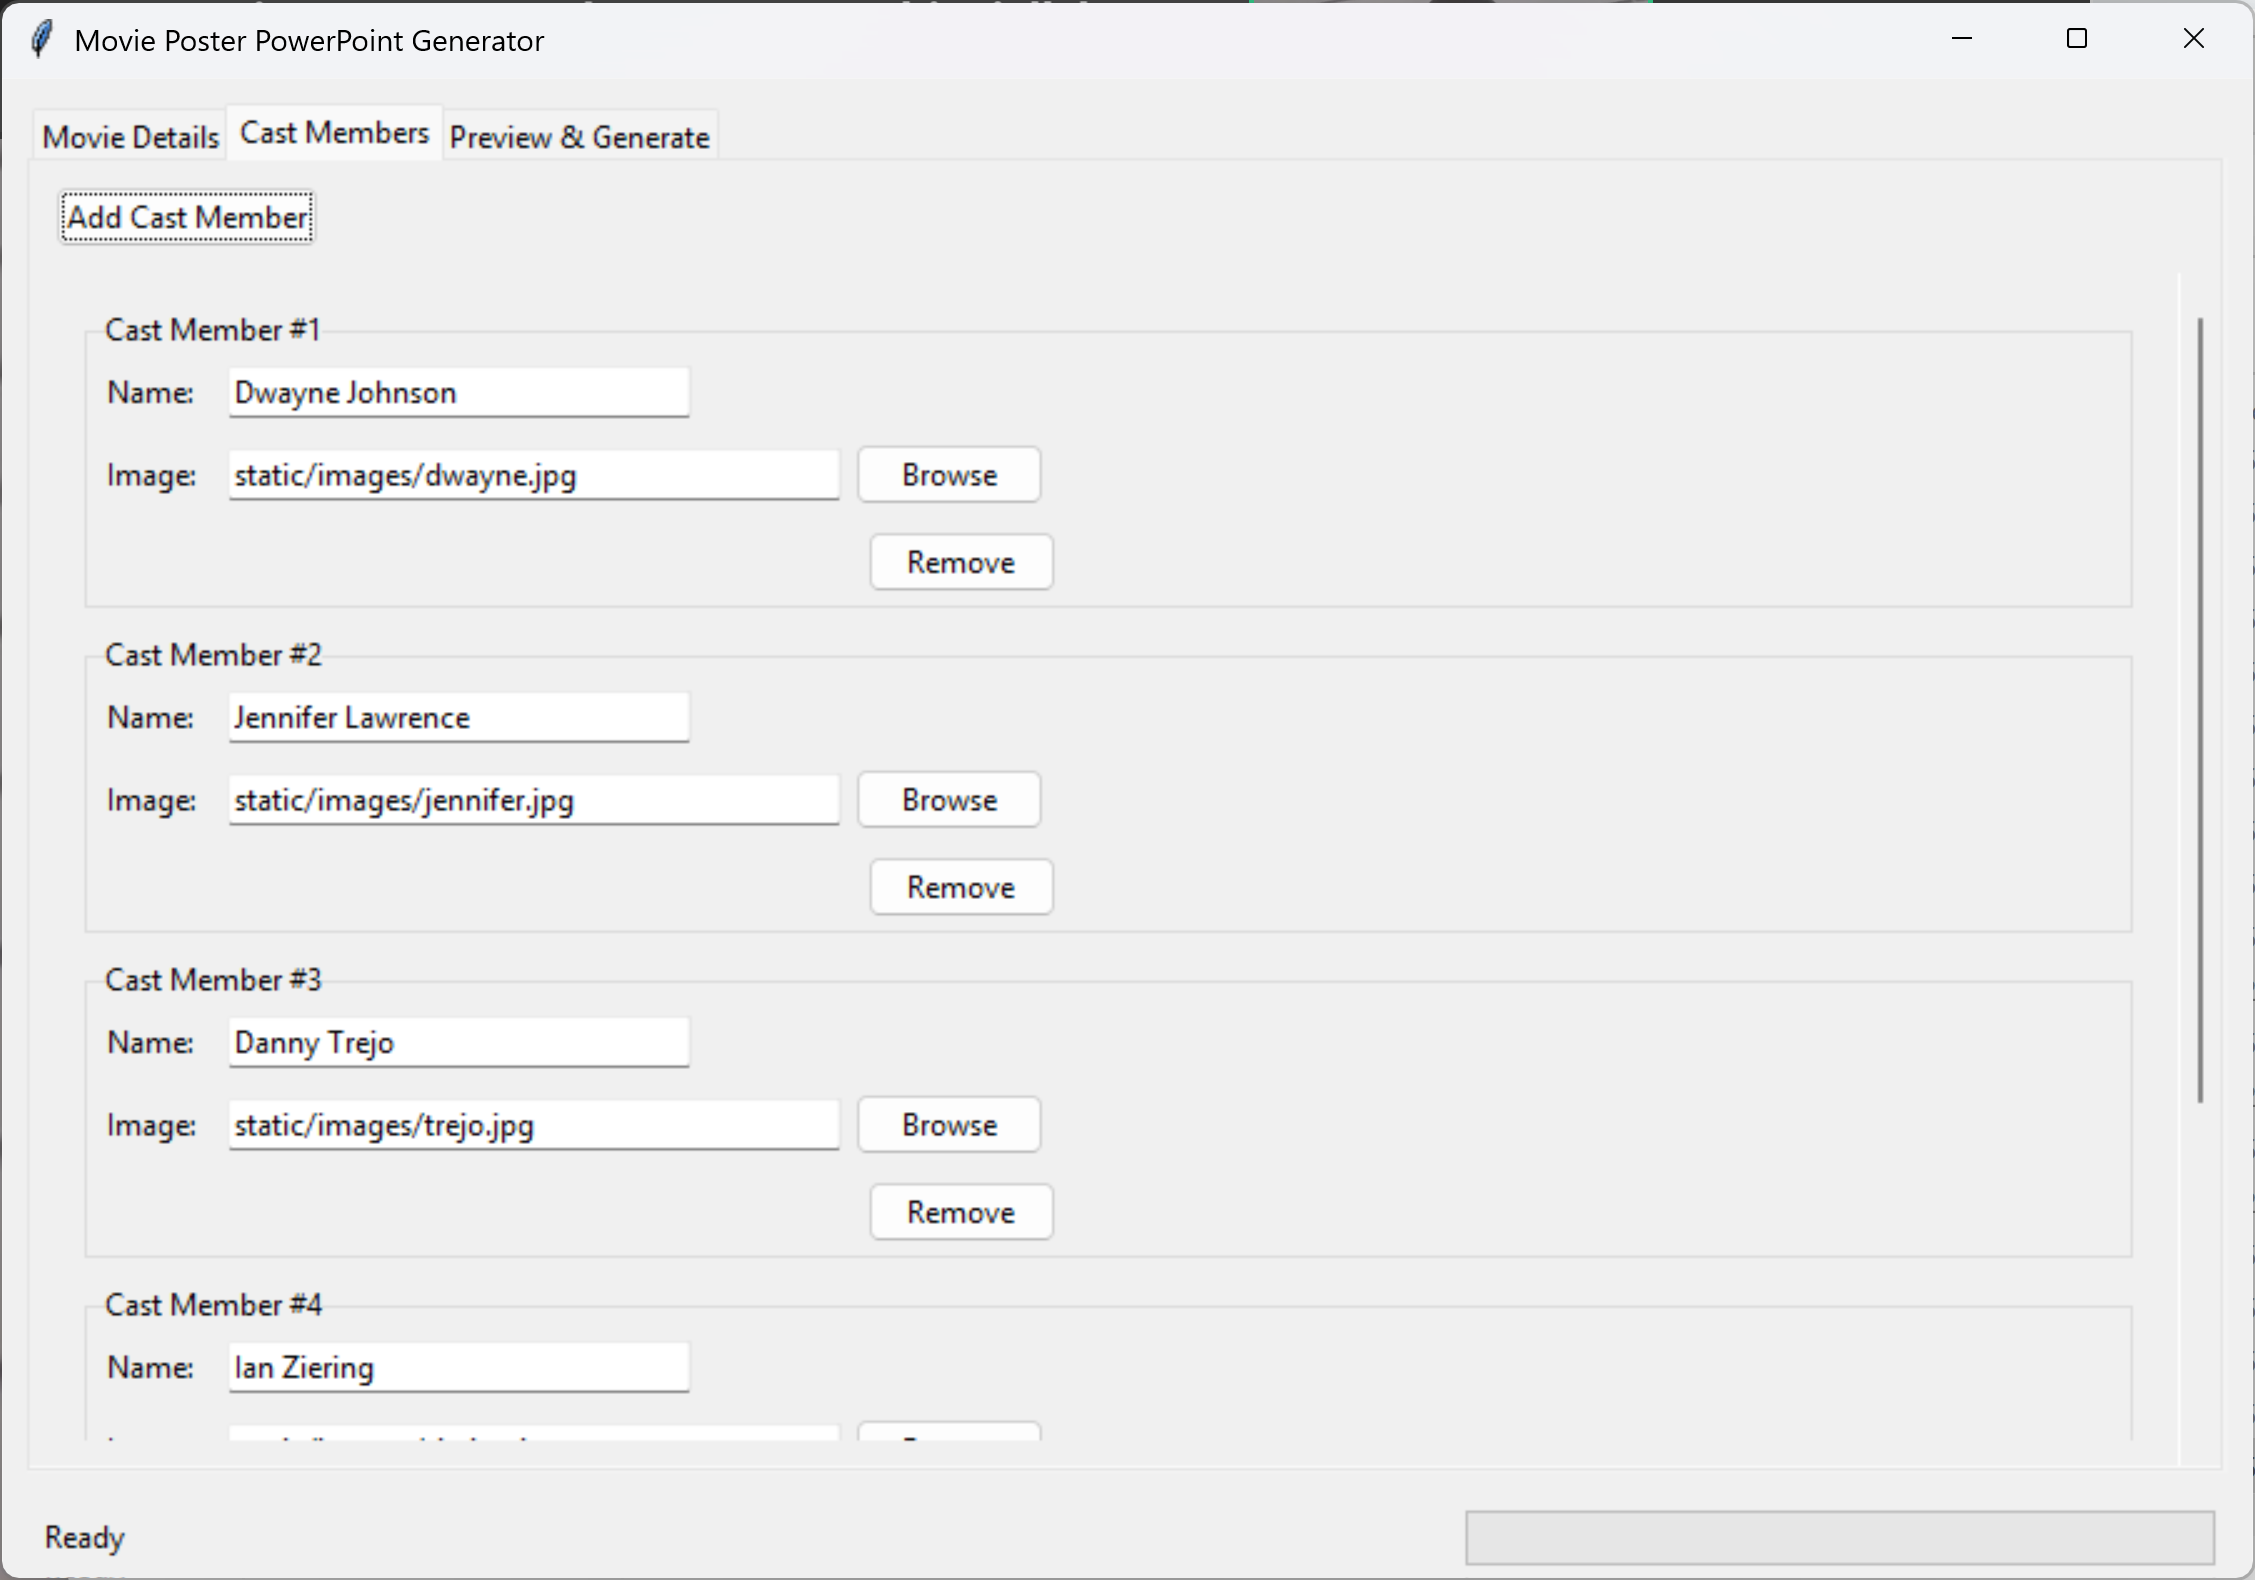 Movie Poster PowerPoint Generator
Movie Details Cast Members Preview & Generate
Add Cast Member
Cast Member #1
Name: Dwayne Johnson
Image: static/images/dwayne.jpg Browse
Remove
Cast Member #2
Name: Jennifer Lawrence
Image: static/images/jennifer.jpg Browse
Remove
Cast Member #3
Name: Danny Trejo
Image: static/images/trejo.jpg Browse
Remove
Cast Member #4
Name: Ian Ziering
Ready